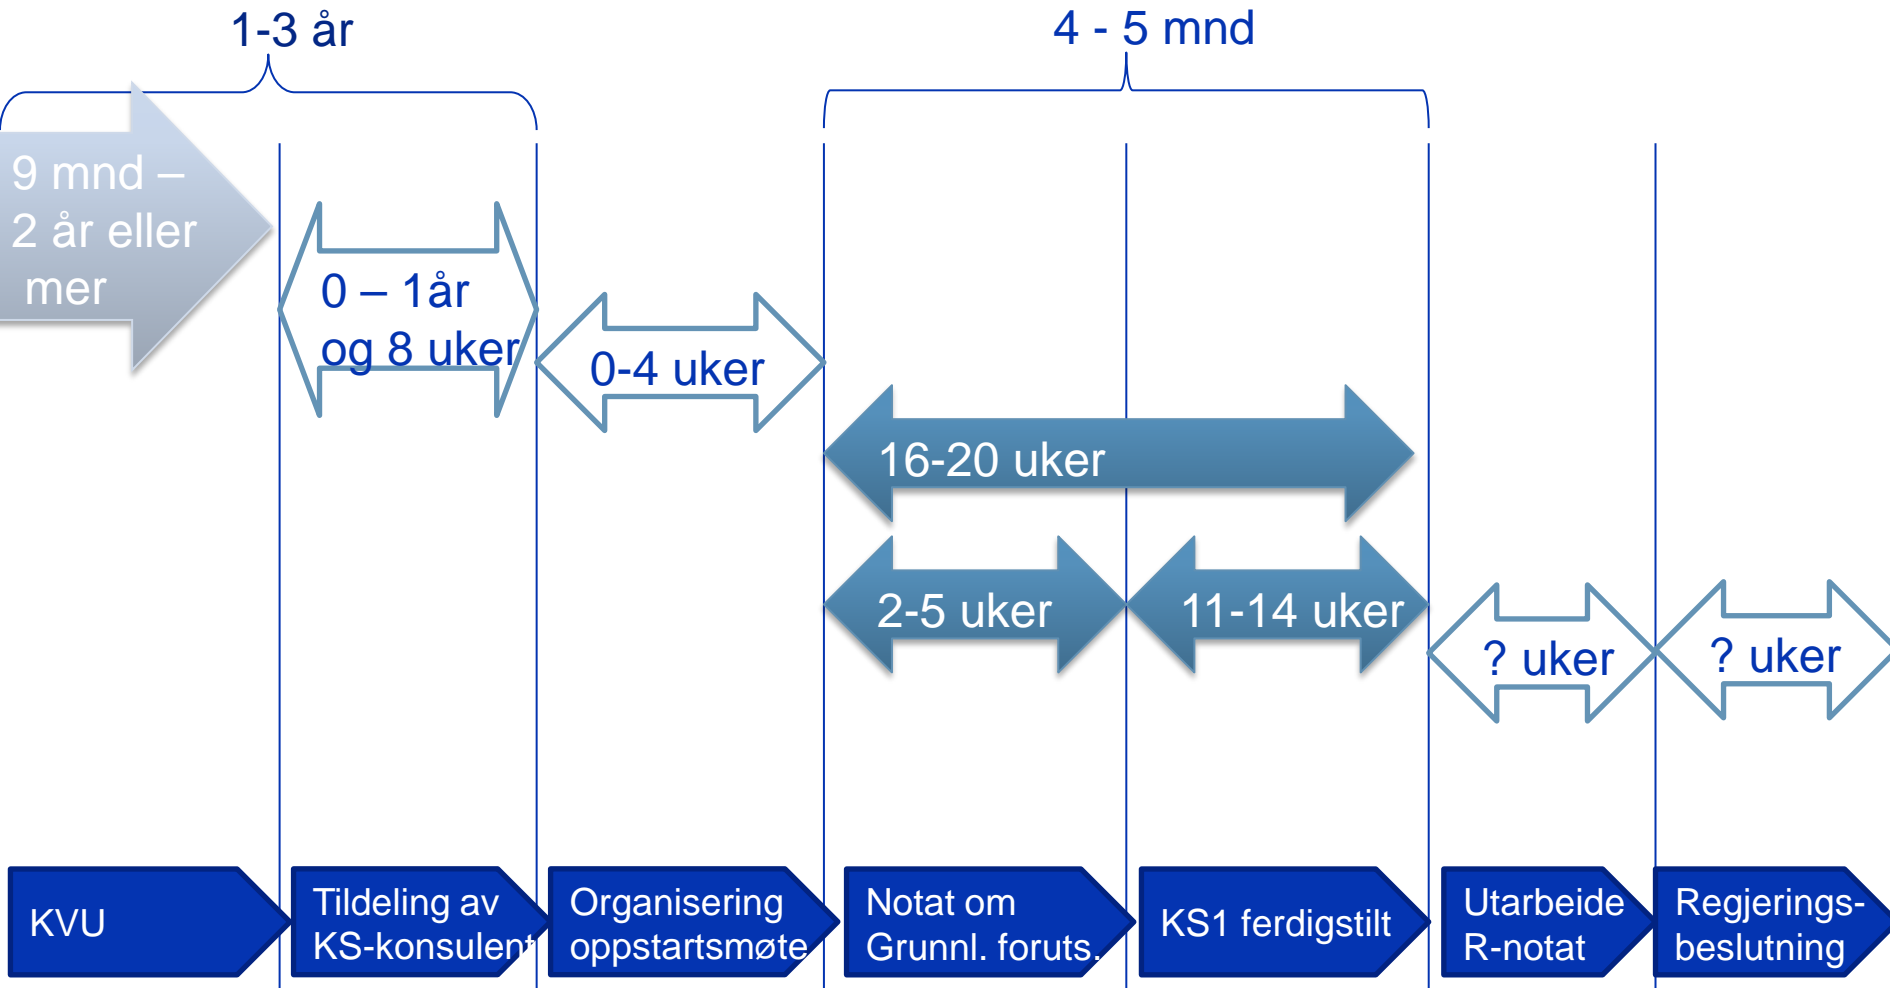 1-3 år
4 - 5 mnd
9 mnd –
2 år eller
mer
0 – 1år
og 8 uker
0-4 uker
16-20 uker
2-5 uker
11-14 uker
? uker
? uker
KVU
Tildeling av
KS-konsulent
Organisering
oppstartsmøte
Notat om
Grunnl. foruts.
KS1 ferdigstilt
Utarbeide
R-notat
Regjerings-
beslutning